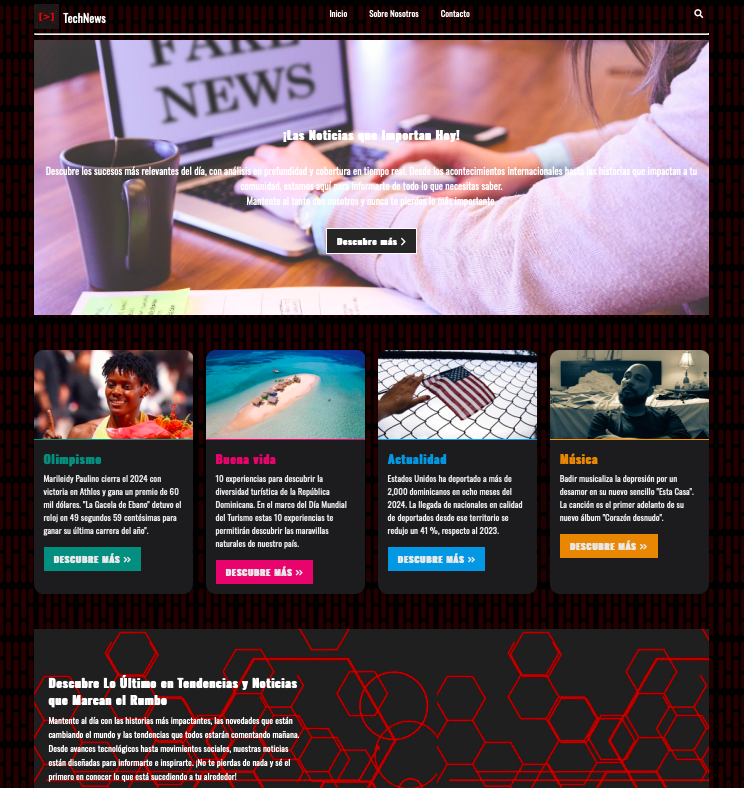 [>] TechNews
Inicio Sobre Nosotros Contacto
FAKE
NEWS
¡Las Noticias que Importan Hoy!
Descubre los sucesos más relevantes del día, con análisis en profundidad y cobertura en tiempo real. Desde los acontecimientos internacionales hasta las historias que impactan a tu
comunidad, estamos aquí para informarte de todo lo que necesitas saber.
Mantente al tanto con nosotros y nunca te pierdas lo más importante.
Descubre más >
Olimpismo
Marileidy Paulino cierra el 2024 con
victoria en Athlos y gana un premio de 60
mil dólares. "La Gacela de Ebano" detuvo el
reloj en 49 segundos 59 centésimas para
ganar su última carrera del año".
DESCUBRE MÁS »
Buena vida
10 experiencias para descubrir la
diversidad turística de la República
Dominicana. En el marco del Día Mundial
del Turismo estas 10 experiencias te
permitirán descubrir las maravillas
naturales de nuestro país.
DESCUBRE MÁS »
Actualidad
Estados Unidos ha deportado a más de
2,000 dominicanos en ocho meses del
2024. La llegada de nacionales en calidad
de deportados desde ese territorio se
redujo un 41 %, respecto al 2023.
DESCUBRE MÁS »
Música
Badir musicaliza la depresión por un
desamor en su nuevo sencillo "Esta Casa".
La canción es el primer adelanto de su
nuevo álbum "Corazón desnudo".
DESCUBRE MÁS »
Descubre Lo Último en Tendencias y Noticias
que Marcan el Rumbo
Mantente al día con las historias más impactantes, las novedades que están
cambiando el mundo y las tendencias que todos estarán comentando mañana.
Desde avances tecnológicos hasta movimientos sociales, nuestras noticias
están diseñadas para informarte e inspirarte. ¡No te pierdas de nada y sé el
primero en conocer lo que está sucediendo a tu alrededor!